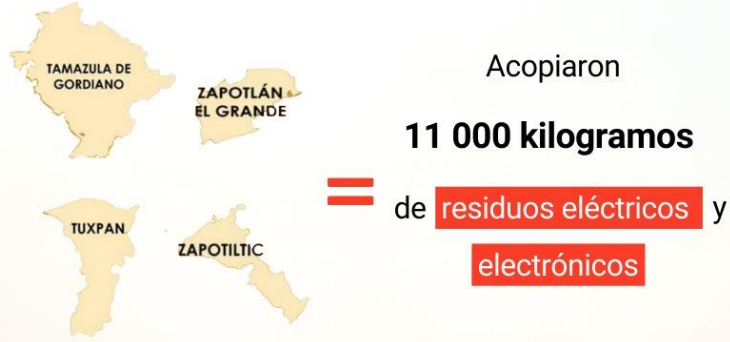 TAMAZULA DE
GORDIANO
ZAPOTLÁN
EL GRANDE
TUXPAN
ZAPOTILTIC
=
Acopiaron
11 000 kilogramos
de residuos eléctricos y
electrónicos